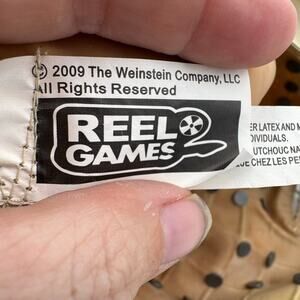 © 2009 The Weinstein Company, LLC
All Rights Reserved
REEL
GAMES
ER LATEX AND M
DIVIDUALS.
UTCHOUC NA
CHEZ LES PE